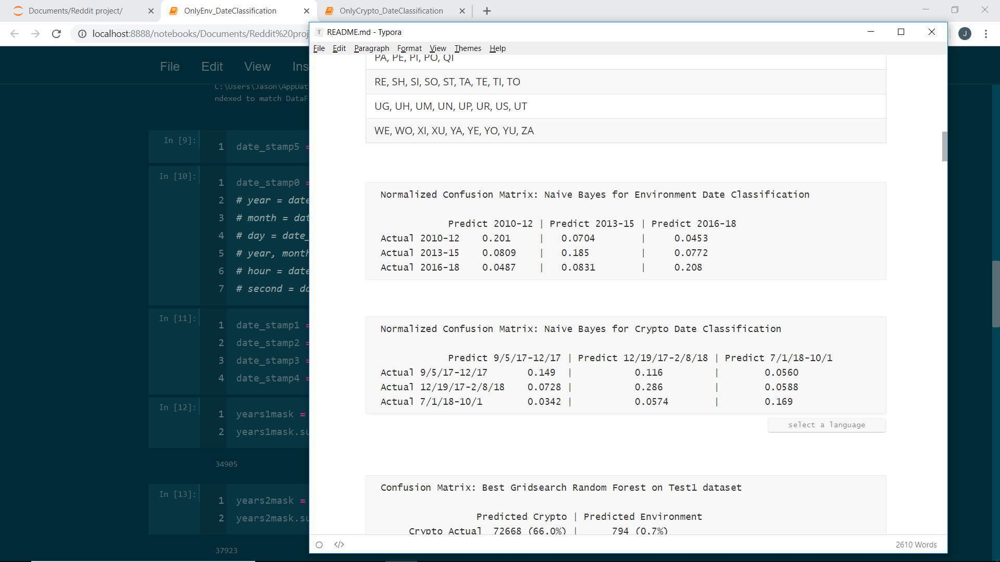 Documents/Reddit project/
OnlyEnv_DateClassification
OnlyCrypto_DateClassification
localhost:8888/notebooks/Documents/Reddit%20proj
J
File Edit View Ins
C:\Users\Jason\AppDat
ndexed to match DataF
In [9]:
1 date_stamp5 =
In [10]:
1 date_stamp0 =
2 # year = date
3 # month = dat
4 # day = date_
5 # year, month
6 # hour = date
7 # second = da
In [11]:
1 date_stamp1 =
2 date_stamp2 =
3 date_stamp3 =
4 date_stamp4 =
In [12]:
1 years1mask =
2 years1mask.su
34905
In [13]:
1 years2mask =
2 years2mask.su
37923
T README.md - Typora
File Edit Paragraph Format View Themes Help
PA, PE, PI, PO, QI
RE, SH, SI, SO, ST, TA, TE, TI, TO
UG, UH, UM, UN, UP, UR, US, UT
WE, WO, XI, XU, YA, YE, YO, YU, ZA
Normalized Confusion Matrix: Naive Bayes for Environment Date Classification
Predict 2010-12 | Predict 2013-15 | Predict 2016-18
Actual 2010-12 0.201 | 0.0704 | 0.0453
Actual 2013-15 0.0809 | 0.185 | 0.0772
Actual 2016-18 0.0487 | 0.0831 | 0.208
Normalized Confusion Matrix: Naive Bayes for Crypto Date Classification
Predict 9/5/17-12/17 | Predict 12/19/17-2/8/18 | Predict 7/1/18-10/1
Actual 9/5/17-12/17 0.149 | 0.116 | 0.0560
Actual 12/19/17-2/8/18 0.0728 | 0.286 | 0.0588
Actual 7/1/18-10/1 0.0342 | 0.0574 | 0.169
select a language
Confusion Matrix: Best Gridsearch Random Forest on Test1 dataset
Predicted Crypto | Predicted Environment
Crypto Actual 72668 (66.0%) | 794 (0.7%)
</> 2610 Words